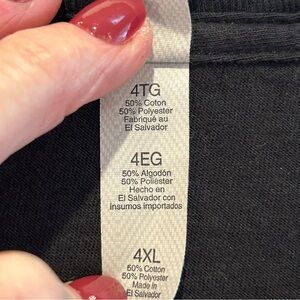 4TG
50% Coton
50% Polyester
Fabriqué au
El Salvador
4EG
50% Algodón
50% Poliéster
Hecho en
El Salvador con
insumos importados
4XL
50% Cotton
50% Polyester
Made in
El Salvador